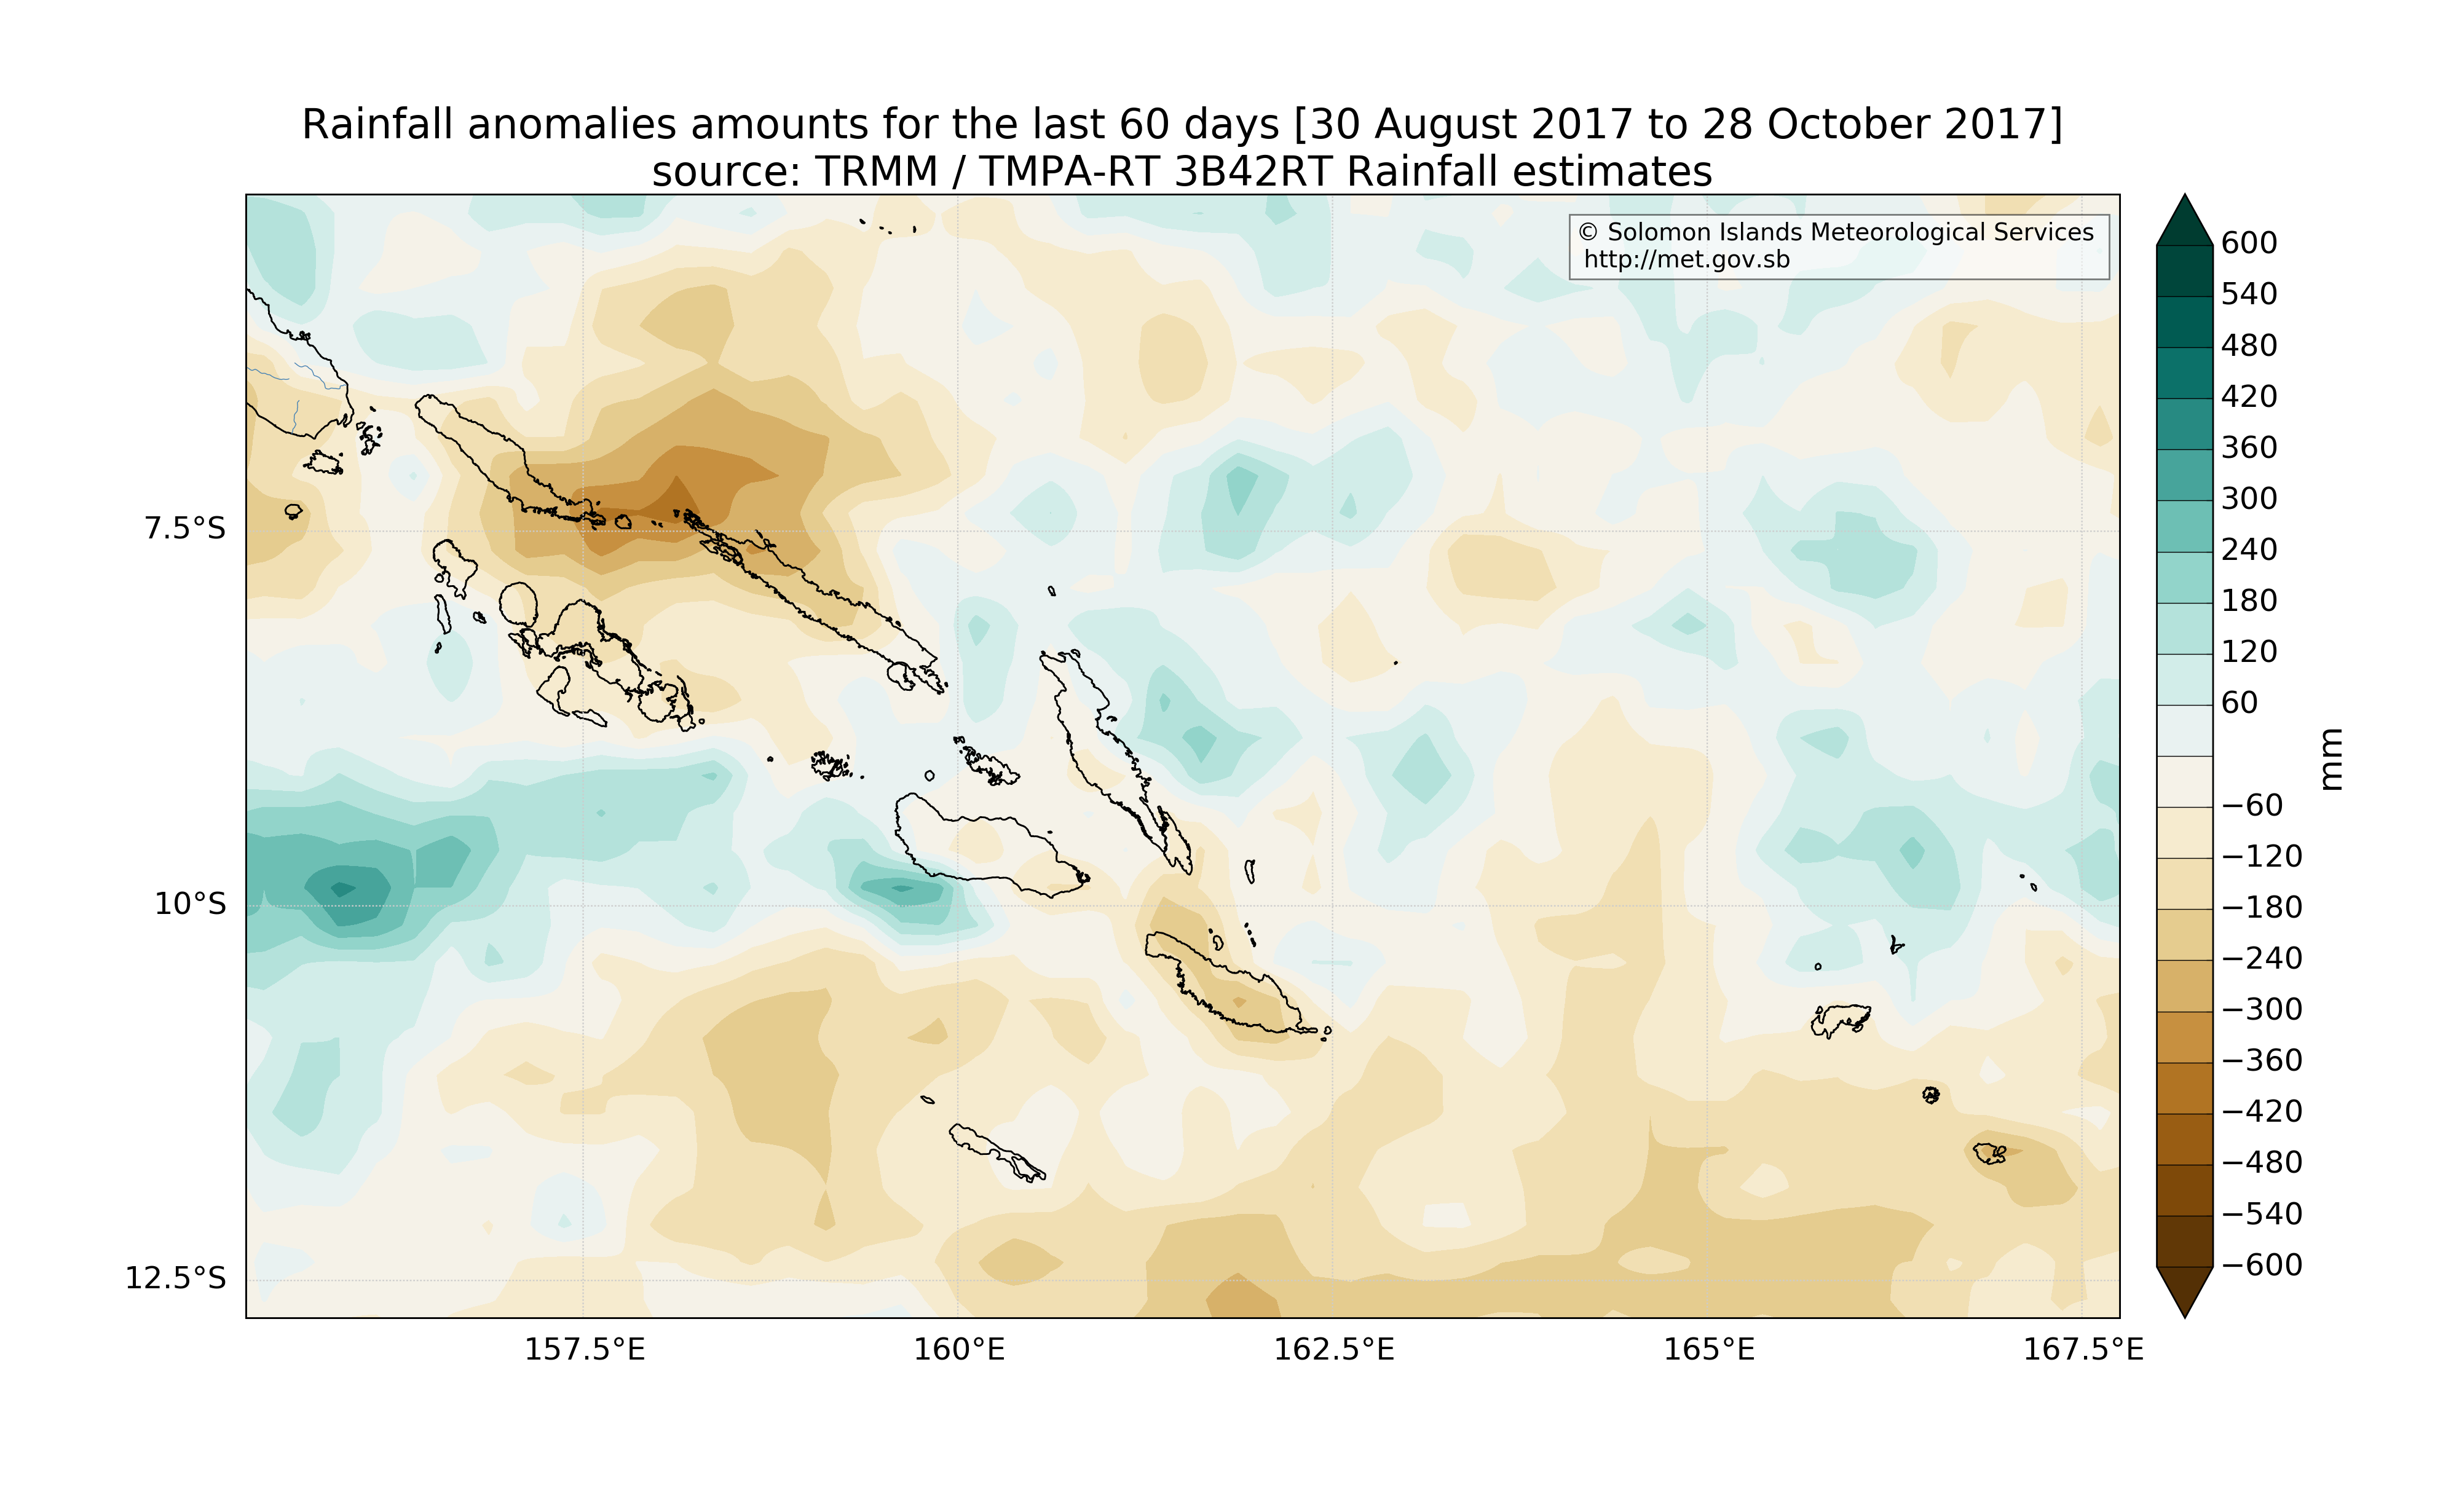 Rainfall anomalies amounts for the last 60 days [30 August 2017 to 28 October 2017]
source: TRMM / TMPA-RT 3B42RT Rainfall estimates
© Solomon Islands Meteorological Services
http://met.gov.sb
7.5°S
10°S
12.5°S
157.5°E
160°E
162.5°E
165°E
167.5°E
600
540
480
420
360
300
240
180
120
60
−60
−120
−180
−240
−300
−360
−420
−480
−540
−600
mm